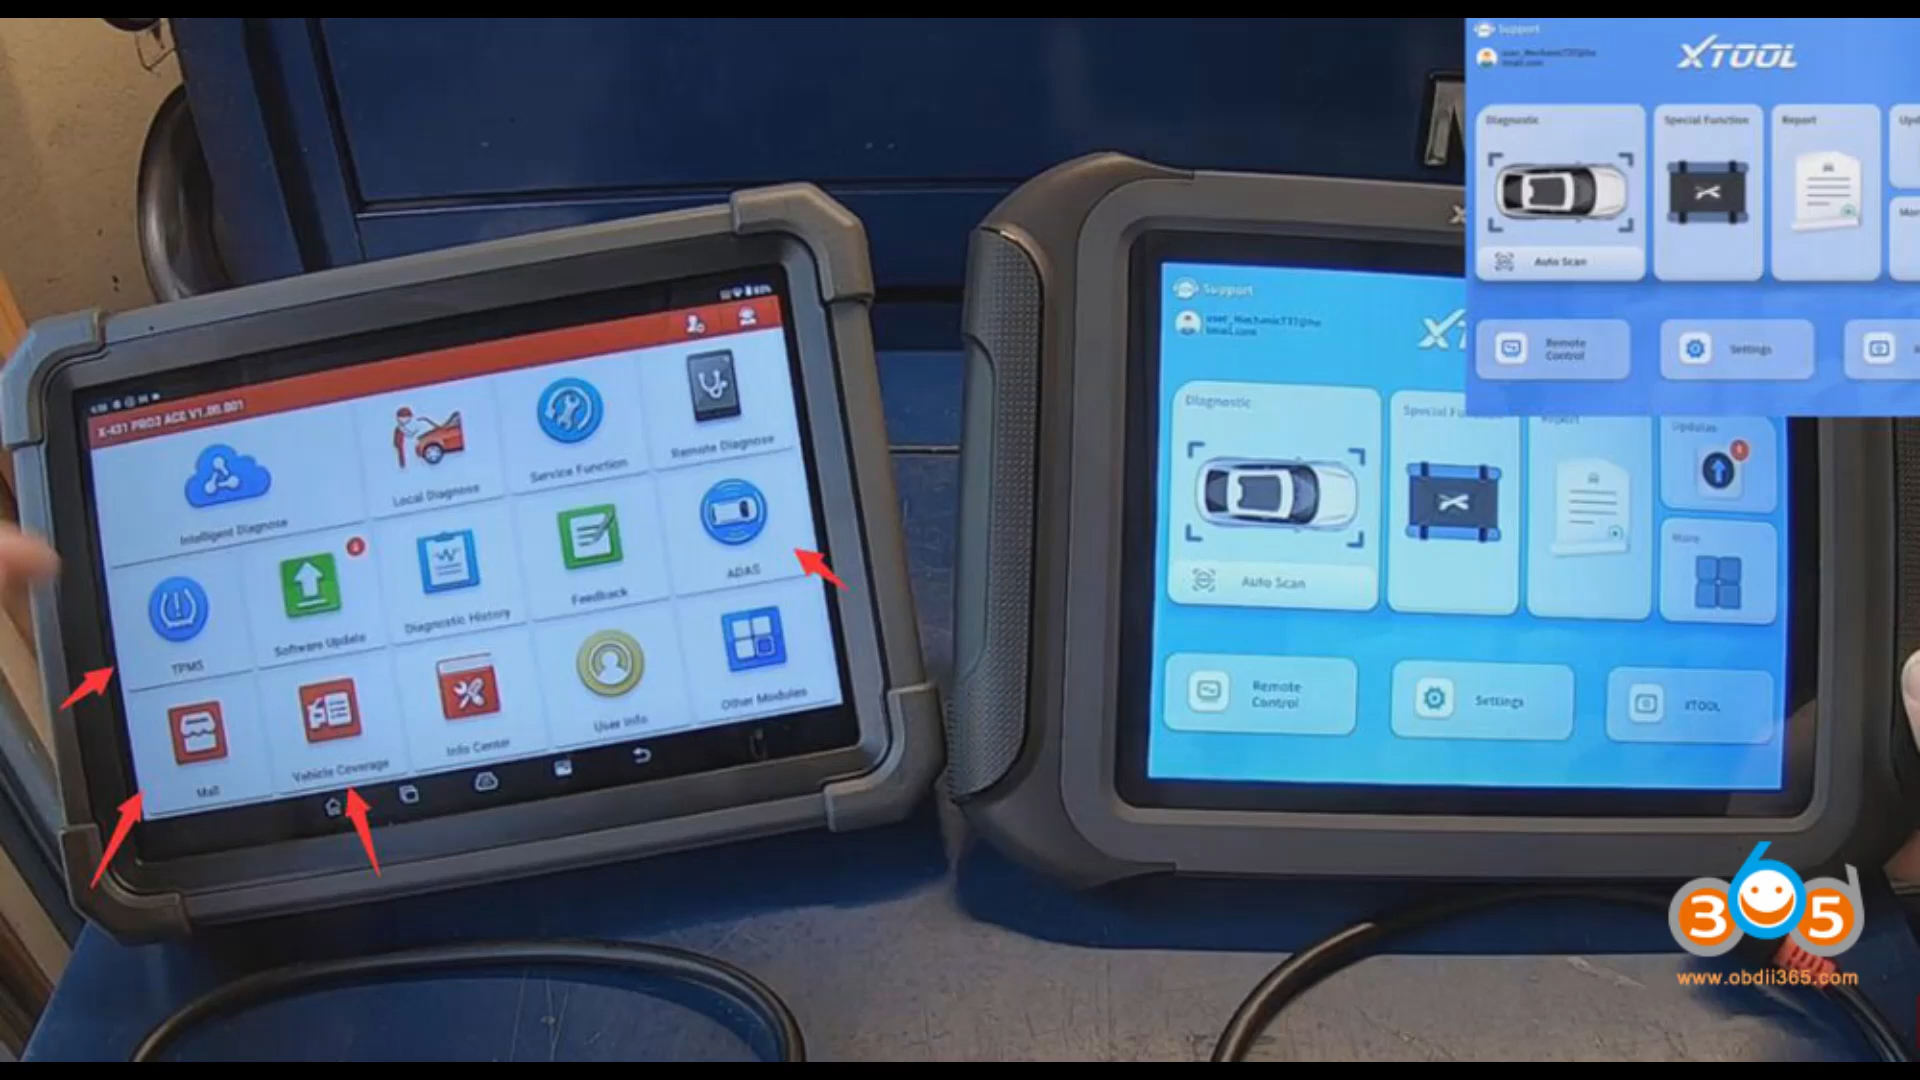 X-431 PRO3 ACE V1.00.001
Intelligent Diagnose
Local Diagnose
Service Function
Remote Diagnose
TPMS
Software Update
Diagnostic History
Feedback
ADAS
Mall
Vehicle Coverage
Info Center
User Info
Other Modules
Support
Diagnostic
Auto Scan
Report
Updates
More
Remote
Control
Settings
XTOOL
Support
XTOOL
Diagnostic
Special Function
Report
Auto Scan
Remote
Control
Settings
365
www.obdii365.com